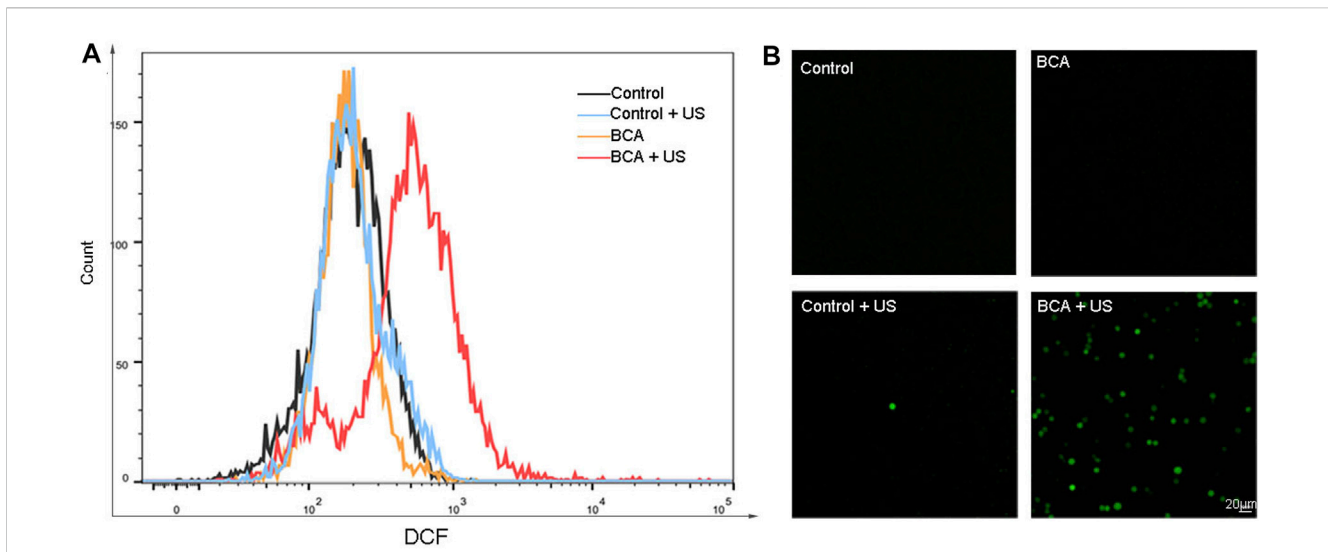 A
Control
Control + US
BCA
BCA + US
150
100
50
0
Count
0
10²
10³
10⁴
10⁵
DCF
B
Control
BCA
Control + US
BCA + US
20μm